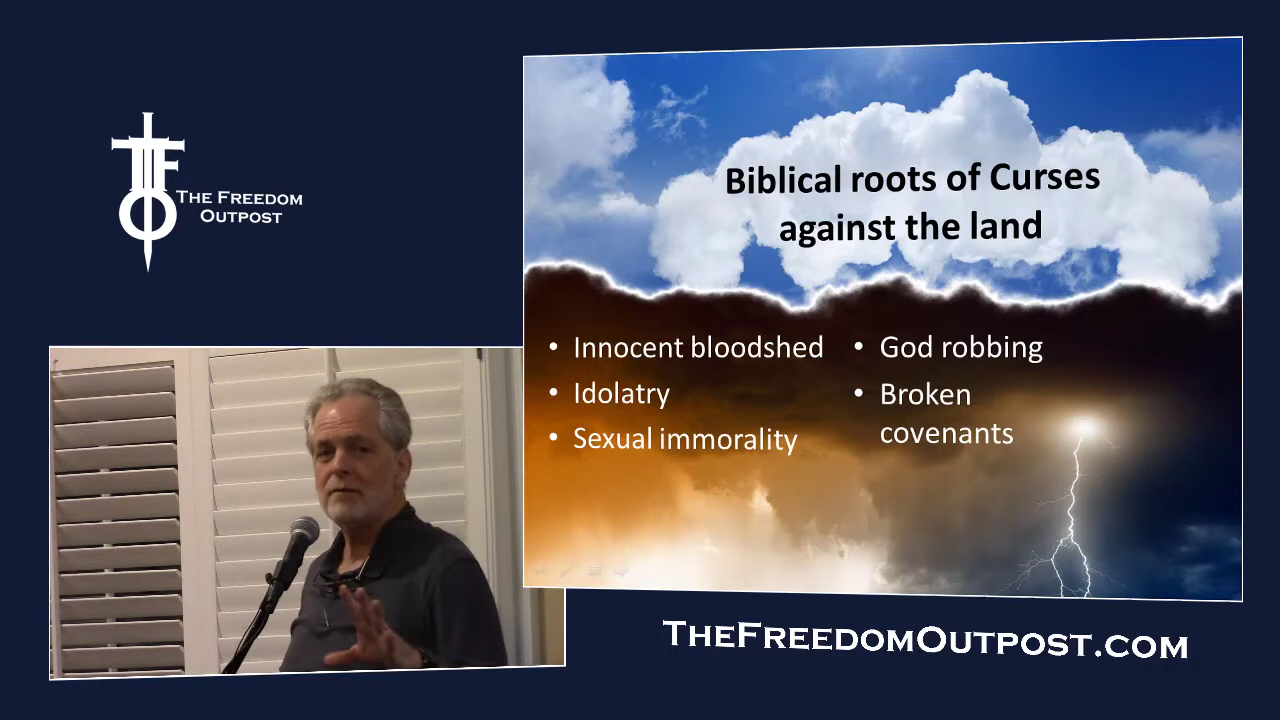 TFO
The Freedom
Outpost
Biblical roots of Curses
against the land
• Innocent bloodshed
• Idolatry
• Sexual immorality
• God robbing
• Broken
covenants
TheFreedomOutpost.com